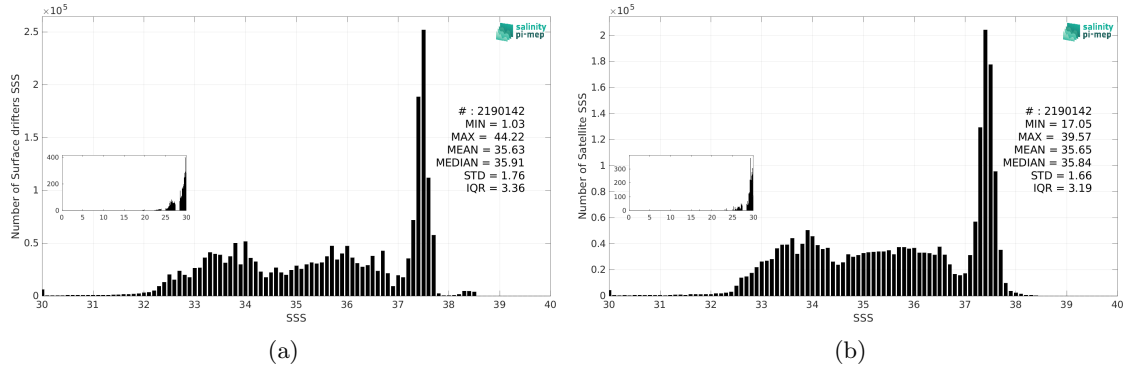 ×10^5
salinity
pi-mep
2.5
2
1.5
1
0.5
0
Number of Surface drifters SSS
# : 2190142
MIN = 1.03
MAX = 44.22
MEAN = 35.63
MEDIAN = 35.91
STD = 1.76
IQR = 3.36
400
200
0
0 5 10 15 20 25 30
30 31 32 33 34 35 36 37 38 39 40
SSS
(a)
×10^5
salinity
pi-mep
2
1.8
1.6
1.4
1.2
1
0.8
0.6
0.4
0.2
0
Number of Satellite SSS
# : 2190142
MIN = 17.05
MAX = 39.57
MEAN = 35.65
MEDIAN = 35.84
STD = 1.66
IQR = 3.19
300
200
100
0
0 5 10 15 20 25 30
30 31 32 33 34 35 36 37 38 39 40
SSS
(b)